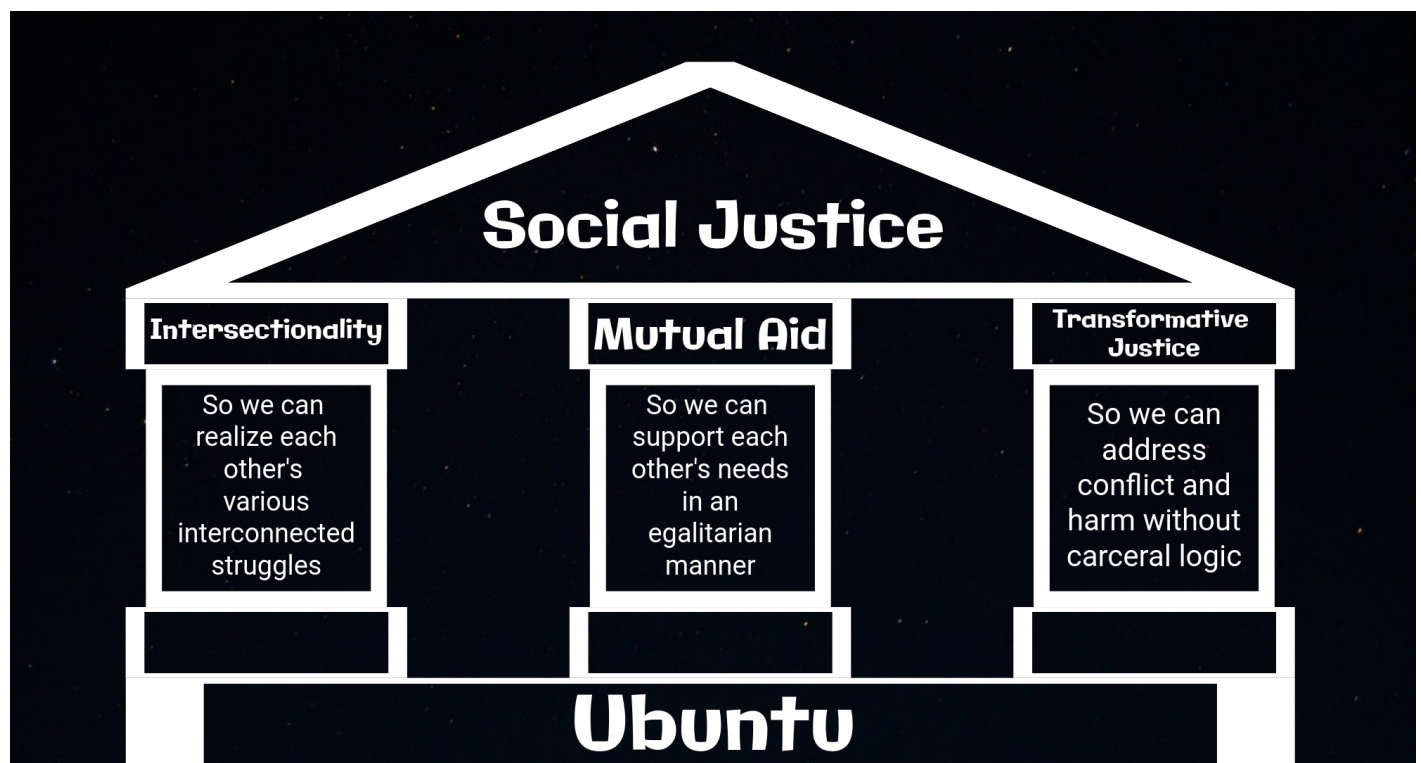 Social Justice
Intersectionality
So we can
realize each
other's
various
interconnected
struggles
Mutual Aid
So we can
support each
other's needs
in an
egalitarian
manner
Transformative
Justice
So we can
address
conflict and
harm without
carceral logic
Ubuntu